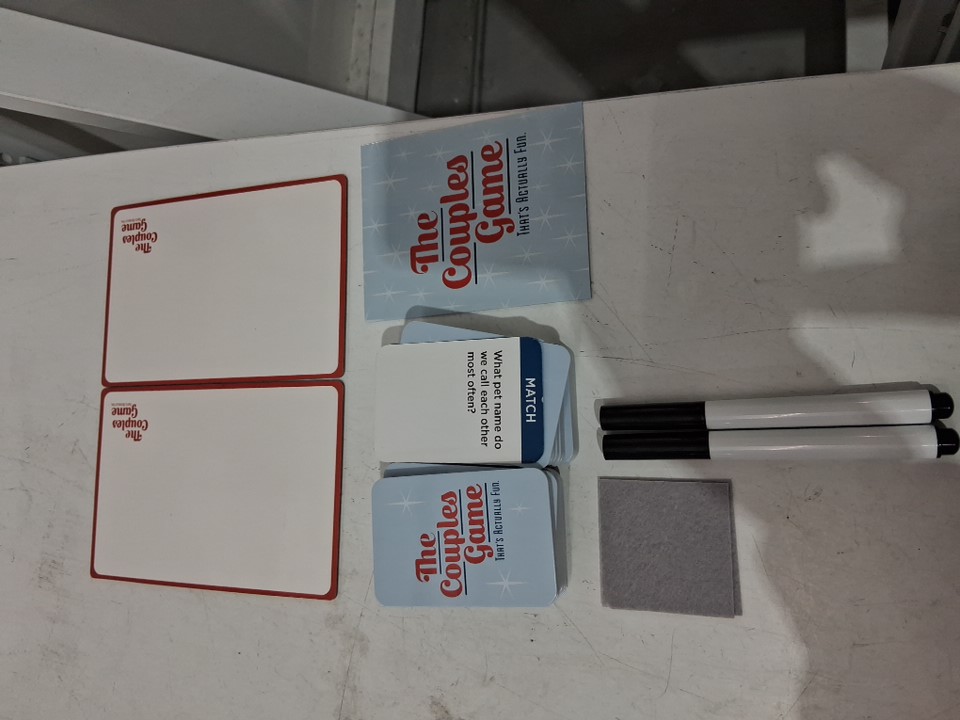 The
Couples
Game
The
Couples
Game
The
Couples
Game
That's Actually Fun.
MATCH
What pet name do
we call each other
most often?
The
Couples
Game
That's Actually Fun.